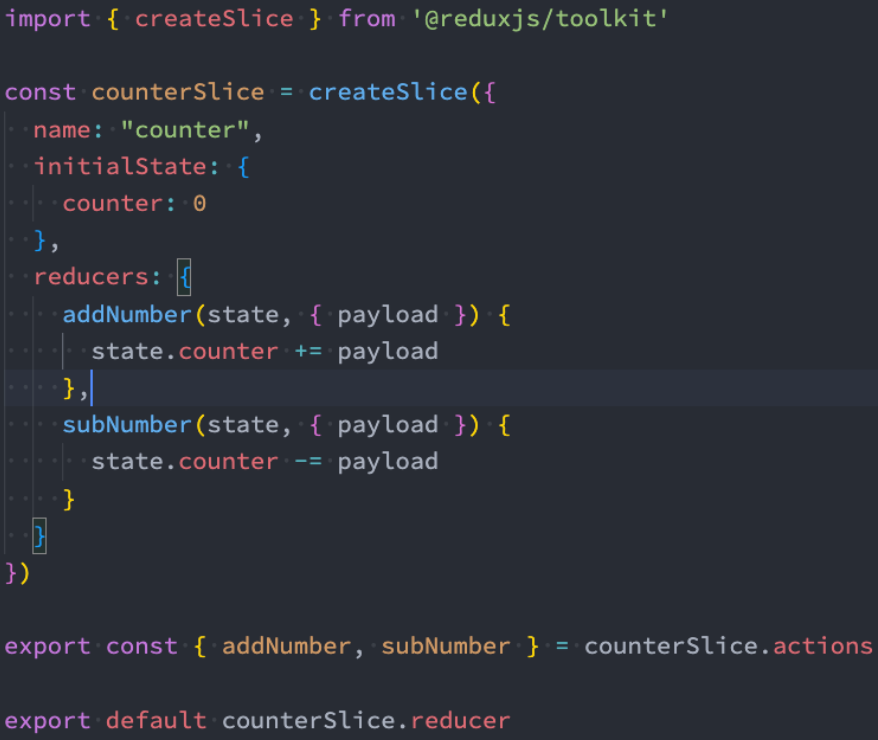 import { createSlice } from '@reduxjs/toolkit'

const counterSlice = createSlice({
  name: "counter",
  initialState: {
    counter: 0
  },
  reducers: {
    addNumber(state, { payload }) {
      state.counter += payload
    },
    subNumber(state, { payload }) {
      state.counter -= payload
    }
  }
})

export const { addNumber, subNumber } = counterSlice.actions

export default counterSlice.reducer